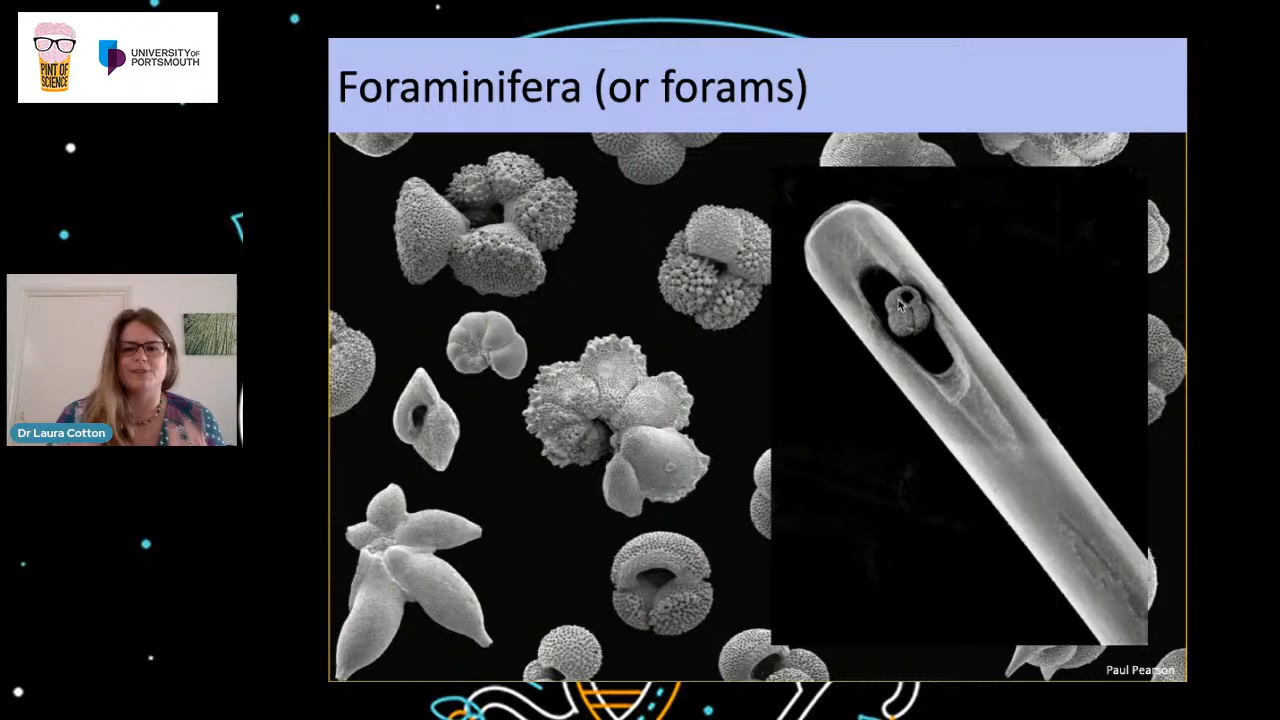 PINT OF
SCIENCE
UNIVERSITY OF
PORTSMOUTH
Foraminifera (or forams)
Dr Laura Cotton
Paul Pearson